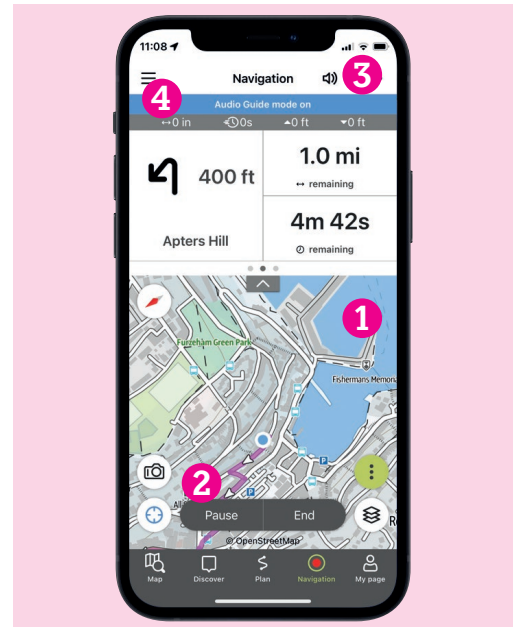 11:08
3
Navigation
4
Audio Guide mode on
0 in
0s
0 ft
0 ft
400 ft
1.0 mi
remaining
4m 42s
remaining
Apters Hill
1
Furzeham Green Park
Fishermans Memor
2
P
P
P
Al
Pause
End
R
© OpenStreetMap
Map
Discover
Plan
Navigation
My page